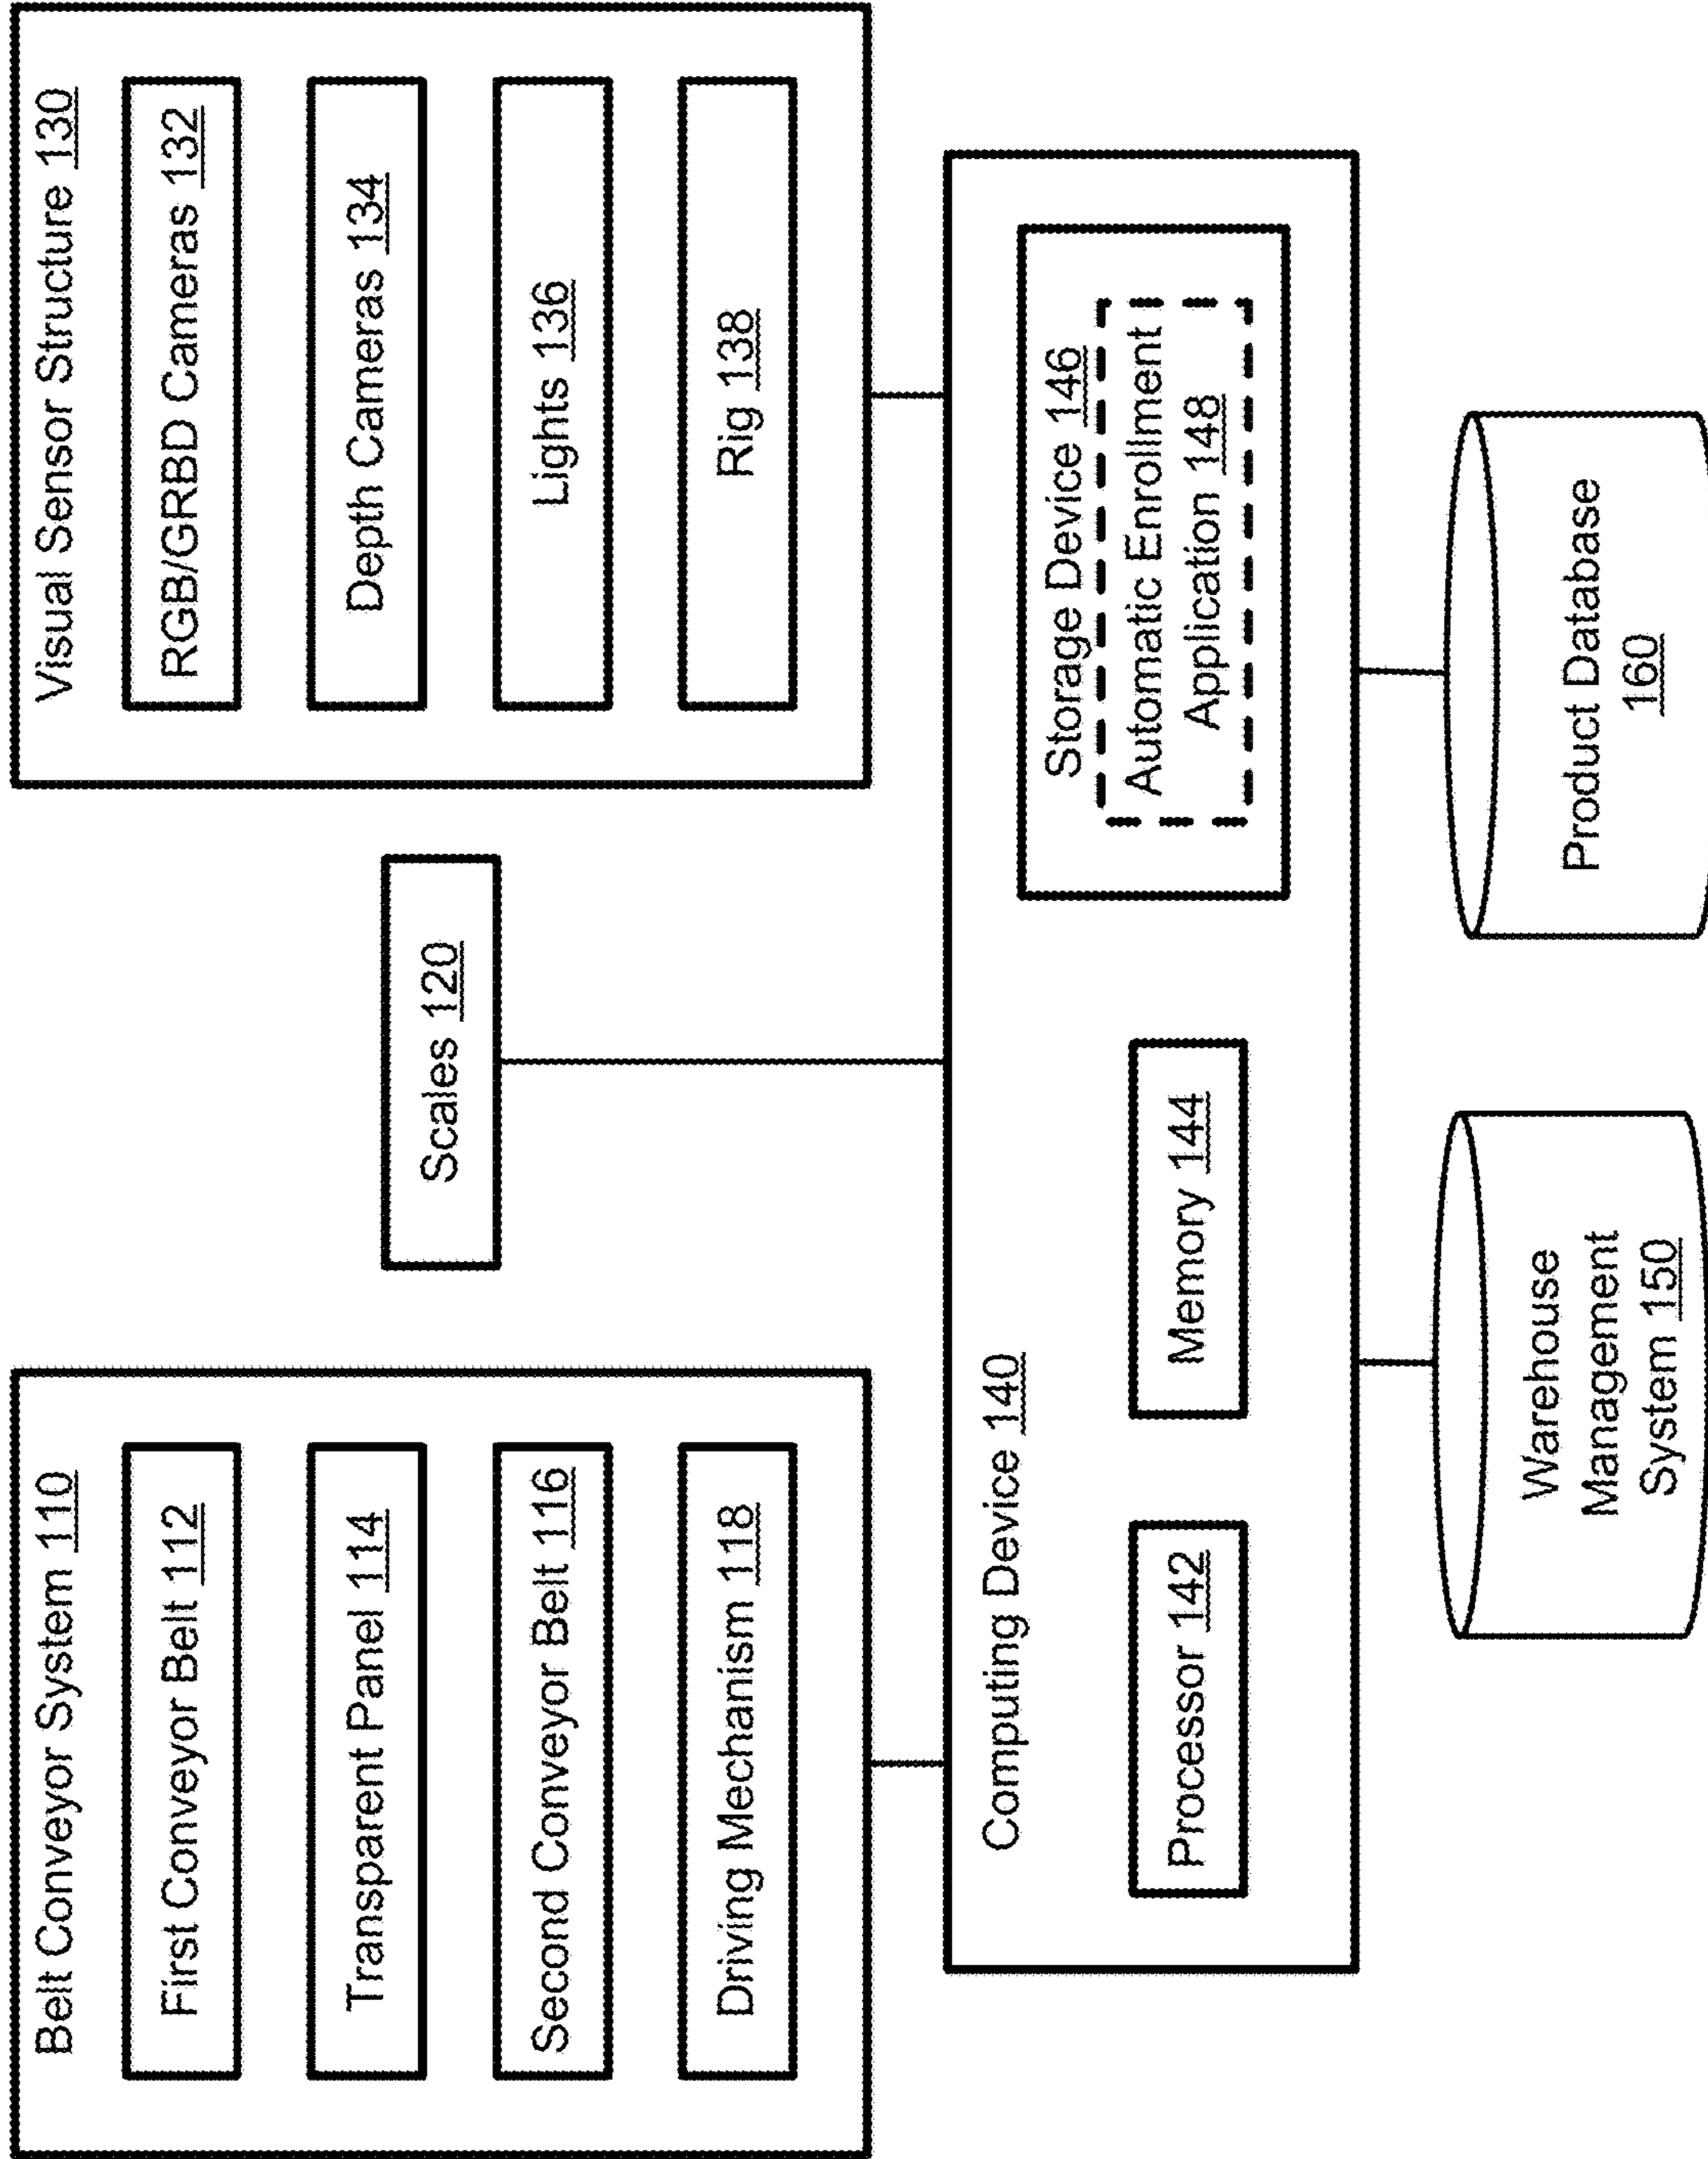 Belt Conveyor System 110
First Conveyor Belt 112
Transparent Panel 114
Second Conveyor Belt 116
Driving Mechanism 118
Scales 120
Visual Sensor Structure 130
RGB/GRBD Cameras 132
Depth Cameras 134
Lights 136
Rig 138
Computing Device 140
Processor 142
Memory 144
Storage Device 146
Automatic Enrollment
Application 148
Warehouse
Management
System 150
Product Database
160